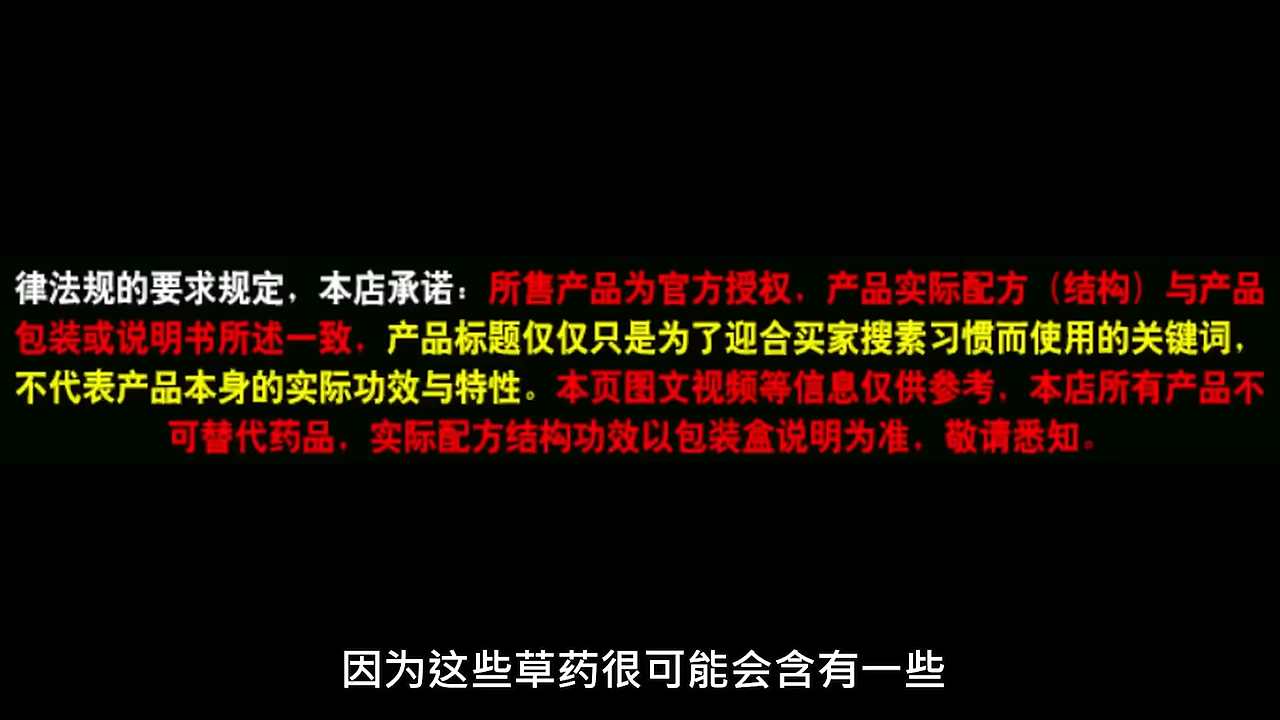 律法规的要求规定，本店承诺：所售产品为官方授权，产品实际配方（结构）与产品
包装或说明书所述一致，产品标题仅仅只是为了迎合买家搜素习惯而使用的关键词，
不代表产品本身的实际功效与特性。本页图文视频等信息仅供参考，本店所有产品不
可替代药品，实际配方结构功效以包装盒说明为准，敬请悉知。
因为这些草药很可能会含有一些